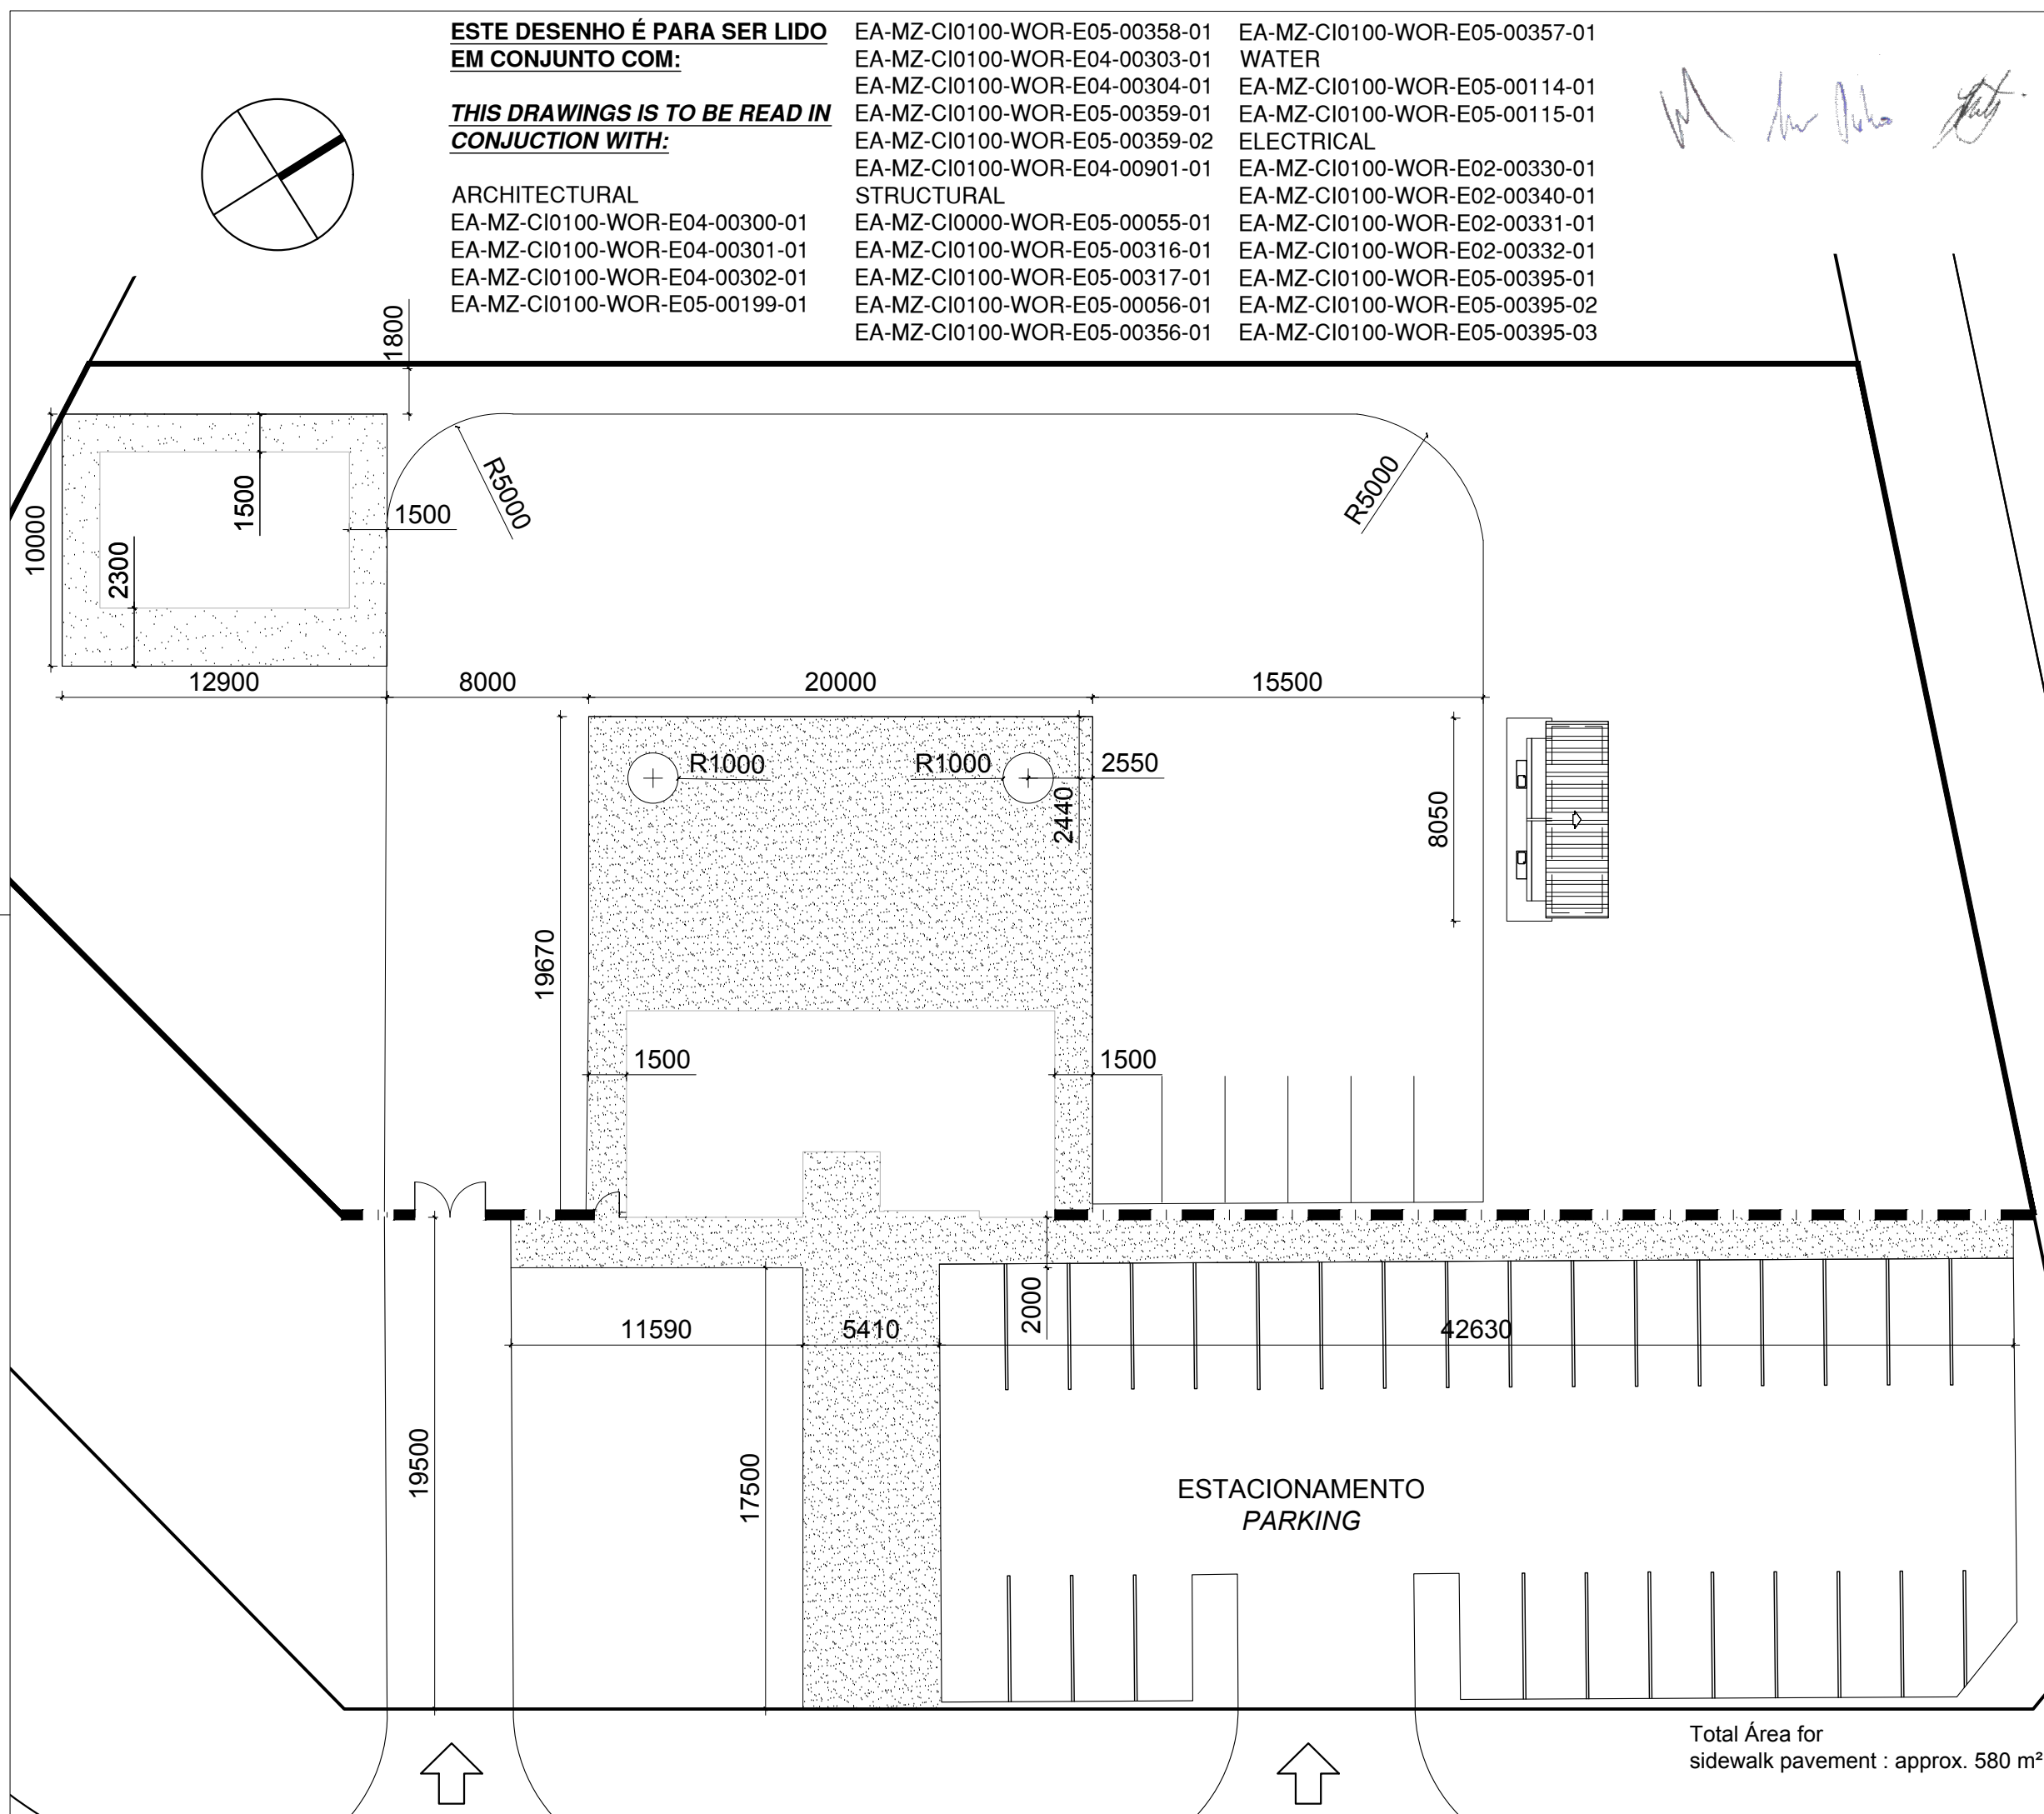 ESTE DESENHO É PARA SER LIDO
EM CONJUNTO COM:
THIS DRAWINGS IS TO BE READ IN
CONJUCTION WITH:
ARCHITECTURAL
EA-MZ-CI0100-WOR-E04-00300-01
EA-MZ-CI0100-WOR-E04-00301-01
EA-MZ-CI0100-WOR-E04-00302-01
EA-MZ-CI0100-WOR-E05-00199-01
EA-MZ-CI0100-WOR-E05-00358-01
EA-MZ-CI0100-WOR-E04-00303-01
EA-MZ-CI0100-WOR-E04-00304-01
EA-MZ-CI0100-WOR-E05-00359-01
EA-MZ-CI0100-WOR-E05-00359-02
EA-MZ-CI0100-WOR-E04-00901-01
STRUCTURAL
EA-MZ-CI0000-WOR-E05-00055-01
EA-MZ-CI0100-WOR-E05-00316-01
EA-MZ-CI0100-WOR-E05-00317-01
EA-MZ-CI0100-WOR-E05-00056-01
EA-MZ-CI0100-WOR-E05-00356-01
EA-MZ-CI0100-WOR-E05-00357-01
WATER
EA-MZ-CI0100-WOR-E05-00114-01
EA-MZ-CI0100-WOR-E05-00115-01
ELECTRICAL
EA-MZ-CI0100-WOR-E02-00330-01
EA-MZ-CI0100-WOR-E02-00340-01
EA-MZ-CI0100-WOR-E02-00331-01
EA-MZ-CI0100-WOR-E02-00332-01
EA-MZ-CI0100-WOR-E05-00395-01
EA-MZ-CI0100-WOR-E05-00395-02
EA-MZ-CI0100-WOR-E05-00395-03
1800
10000
1500
2300
1500
R5000
R5000
12900
8000
20000
15500
R1000
R1000
2550
2440
8050
19670
1500
1500
2000
11590
5410
42630
19500
17500
ESTACIONAMENTO
PARKING
Total Área for
sidewalk pavement : approx. 580 m²